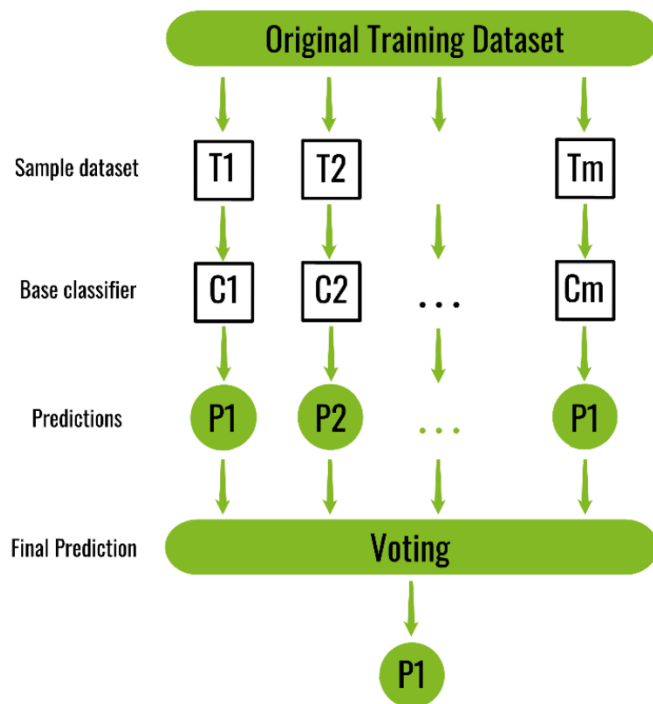 Original Training Dataset
Sample dataset T1 T2 Tm
Base classifier C1 C2 ... Cm
Predictions P1 P2 ... P1
Final Prediction Voting
P1